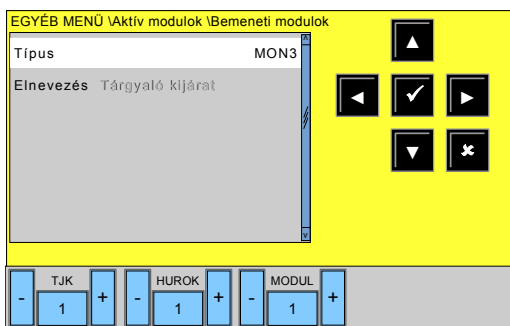 EGYÉB MENÜ \Aktív modulok \Bemeneti modulok
Típus MON3
Elnevezés Tárgyaló kijárat
TJK HUROK MODUL
- 1 + - 1 + - 1 +